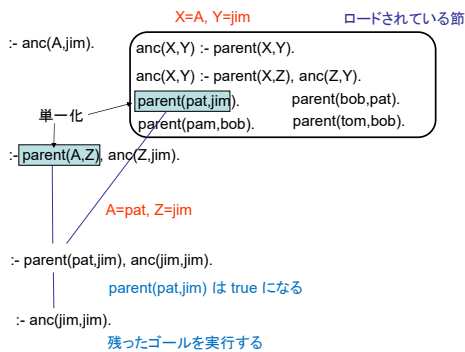 X=A, Y=jim
ロードされている節
:- anc(A,jim).
anc(X,Y) :- parent(X,Y).
anc(X,Y) :- parent(X,Z), anc(Z,Y).
parent(pat,jim). parent(bob,pat).
parent(pam,bob). parent(tom,bob).
単一化
:- parent(A,Z), anc(Z,jim).
A=pat, Z=jim
:- parent(pat,jim), anc(jim,jim).
parent(pat,jim) は true になる
:- anc(jim,jim).
残ったゴールを実行する